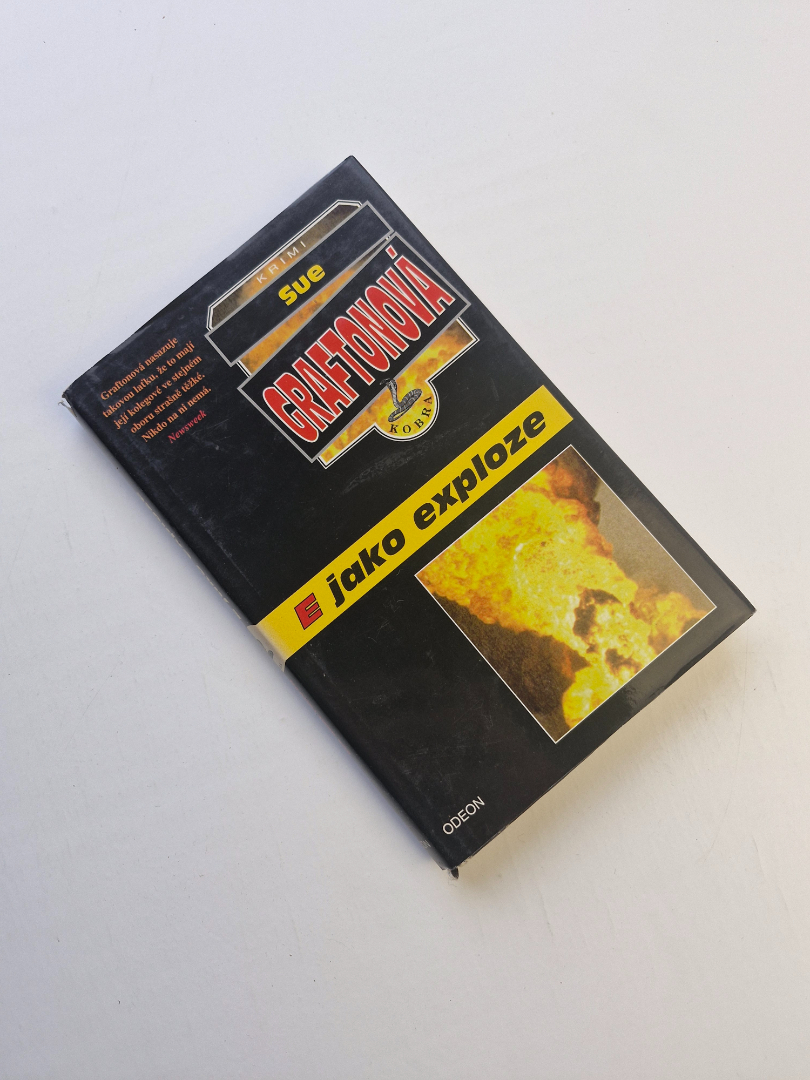 KRIMI
Sue
GRAFTONOVÁ
KOBRA
Graftonová nasazuje
takovou laťku, že to mají
její kolegové ve stejném
oboru strašně těžké.
Nikdo na ni nemá.
Newsweek
E jako exploze
ODEON